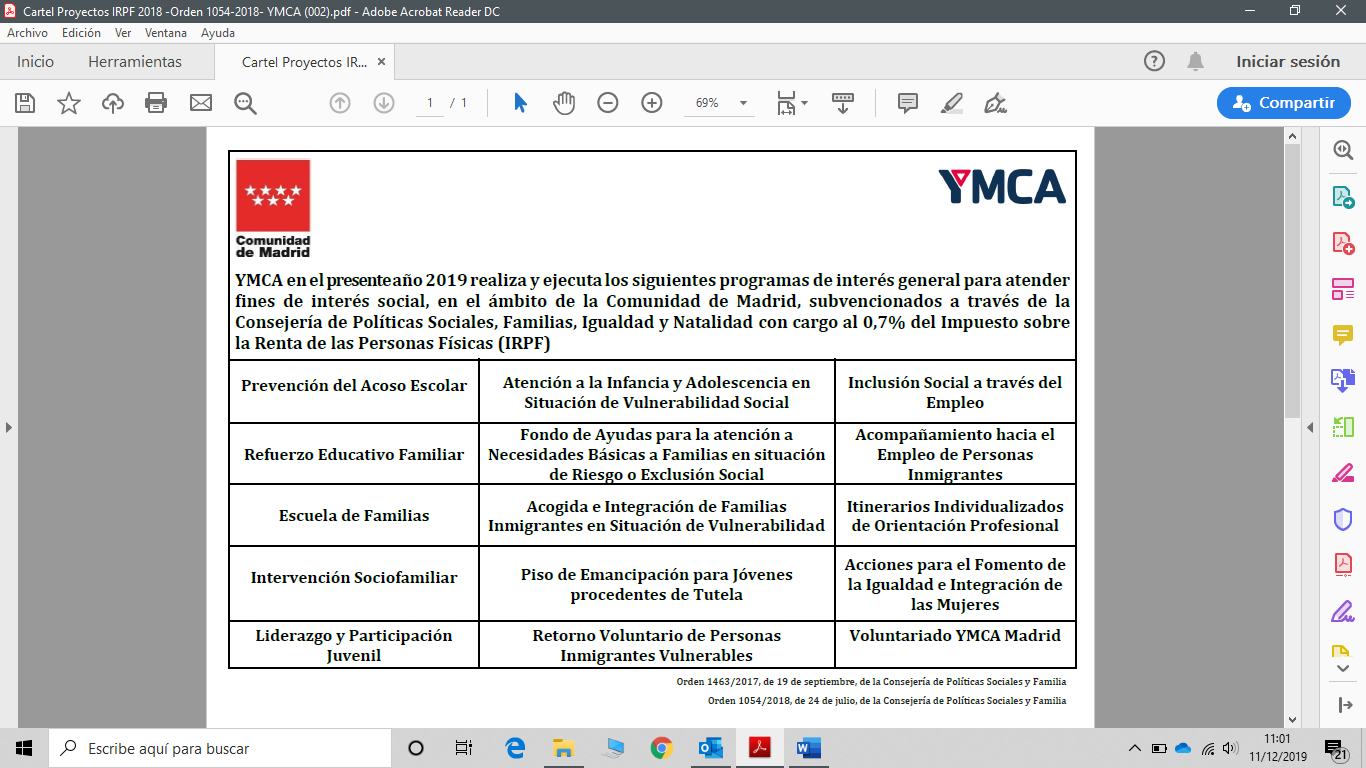 Cartel Proyectos IRPF 2018 -Orden 1054-2018- YMCA (002).pdf - Adobe Acrobat Reader DC
Archivo Edición Ver Ventana Ayuda
Inicio Herramientas Cartel Proyectos IR... Iniciar sesión
1 / 1 69% Compartir
Comunidad
de Madrid
YMCA
YMCA en el presente año 2019 realiza y ejecuta los siguientes programas de interés general para atender
fines de interés social, en el ámbito de la Comunidad de Madrid, subvencionados a través de la
Consejería de Políticas Sociales, Familias, Igualdad y Natalidad con cargo al 0,7% del Impuesto sobre
la Renta de las Personas Físicas (IRPF)
Prevención del Acoso Escolar
Atención a la Infancia y Adolescencia en
Situación de Vulnerabilidad Social
Inclusión Social a través del
Empleo
Refuerzo Educativo Familiar
Fondo de Ayudas para la atención a
Necesidades Básicas a Familias en situación
de Riesgo o Exclusión Social
Acompañamiento hacia el
Empleo de Personas
Inmigrantes
Escuela de Familias
Acogida e Integración de Familias
Inmigrantes en Situación de Vulnerabilidad
Itinerarios Individualizados
de Orientación Profesional
Intervención Sociofamiliar
Piso de Emancipación para Jóvenes
procedentes de Tutela
Acciones para el Fomento de
la Igualdad e Integración de
las Mujeres
Liderazgo y Participación
Juvenil
Retorno Voluntario de Personas
Inmigrantes Vulnerables
Voluntariado YMCA Madrid
Orden 1463/2017, de 19 de septiembre, de la Consejería de Políticas Sociales y Familia
Orden 1054/2018, de 24 de julio, de la Consejería de Políticas Sociales y Familia
Escribe aquí para buscar
11:01
11/12/2019
21